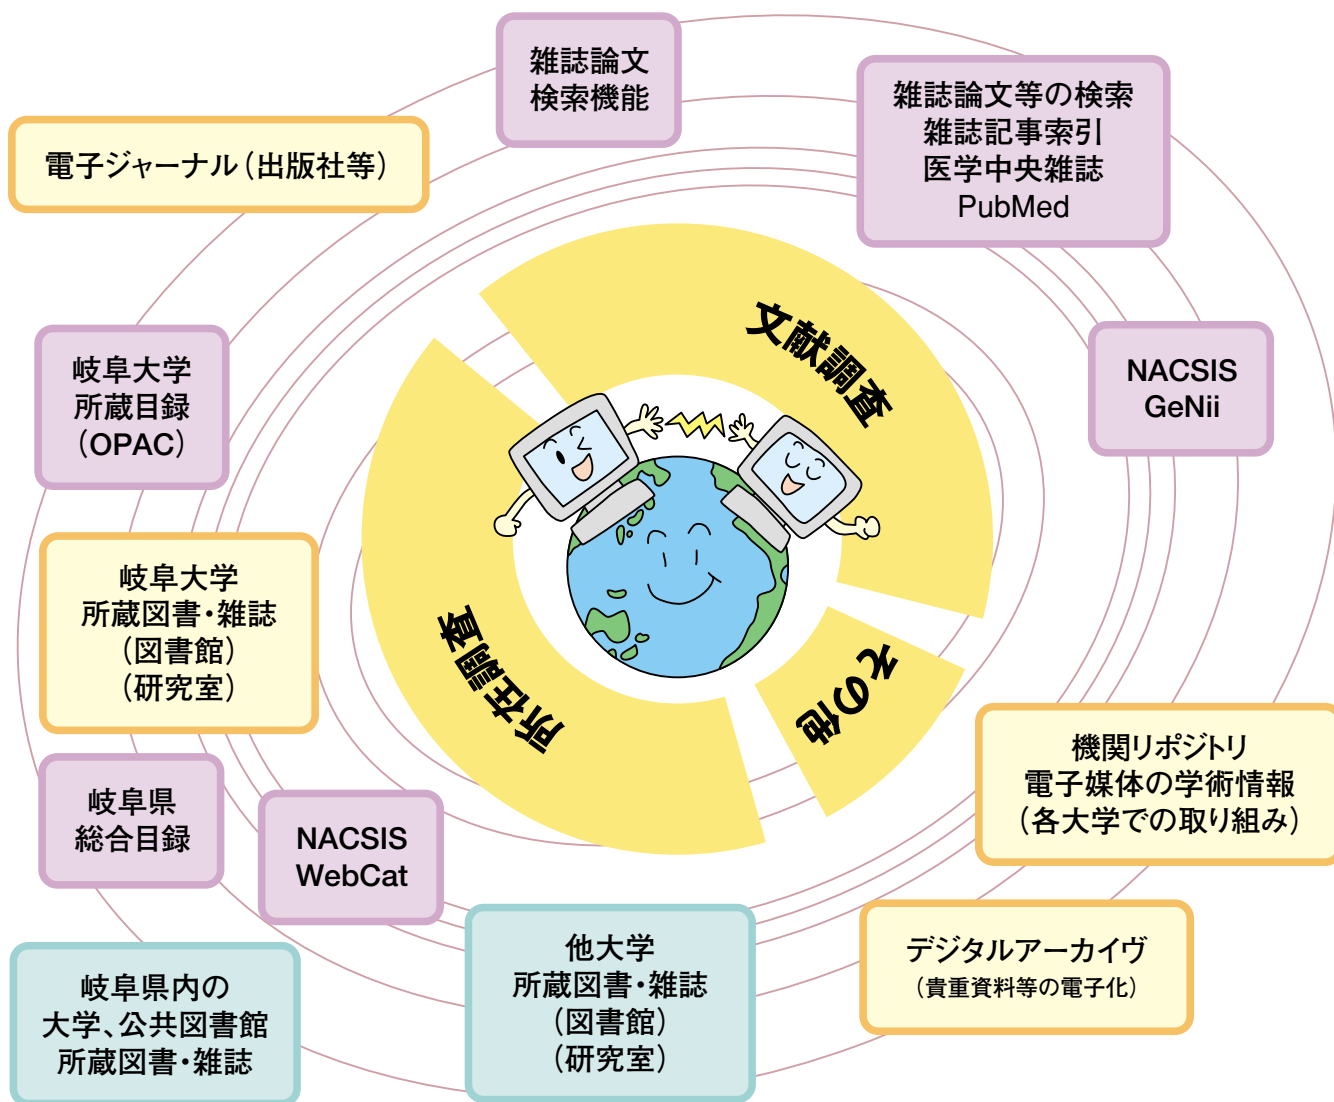 雑誌論文
検索機能
雑誌論文等の検索
雑誌記事索引
医学中央雑誌
PubMed
電子ジャーナル（出版社等）
文献調査
岐阜大学
所蔵目録
（OPAC）
NACSIS
GeNii
岐阜大学
所蔵図書・雑誌
（図書館）
（研究室）
所在調査
その他
機関リポジトリ
電子媒体の学術情報
（各大学での取り組み）
岐阜県
総合目録
NACSIS
WebCat
他大学
所蔵図書・雑誌
（図書館）
（研究室）
デジタルアーカイヴ
（貴重資料等の電子化）
岐阜県内の
大学、公共図書館
所蔵図書・雑誌